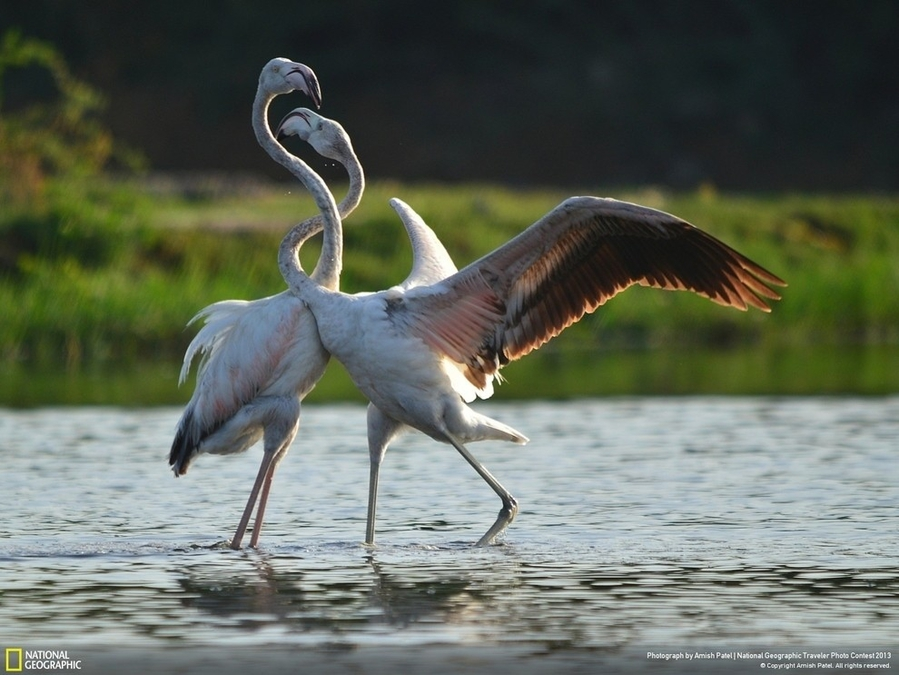 NATIONAL
GEOGRAPHIC
Photograph by Amish Patel | National Geographic Traveler Photo Contest 2013
© Copyright Amish Patel. All rights reserved.